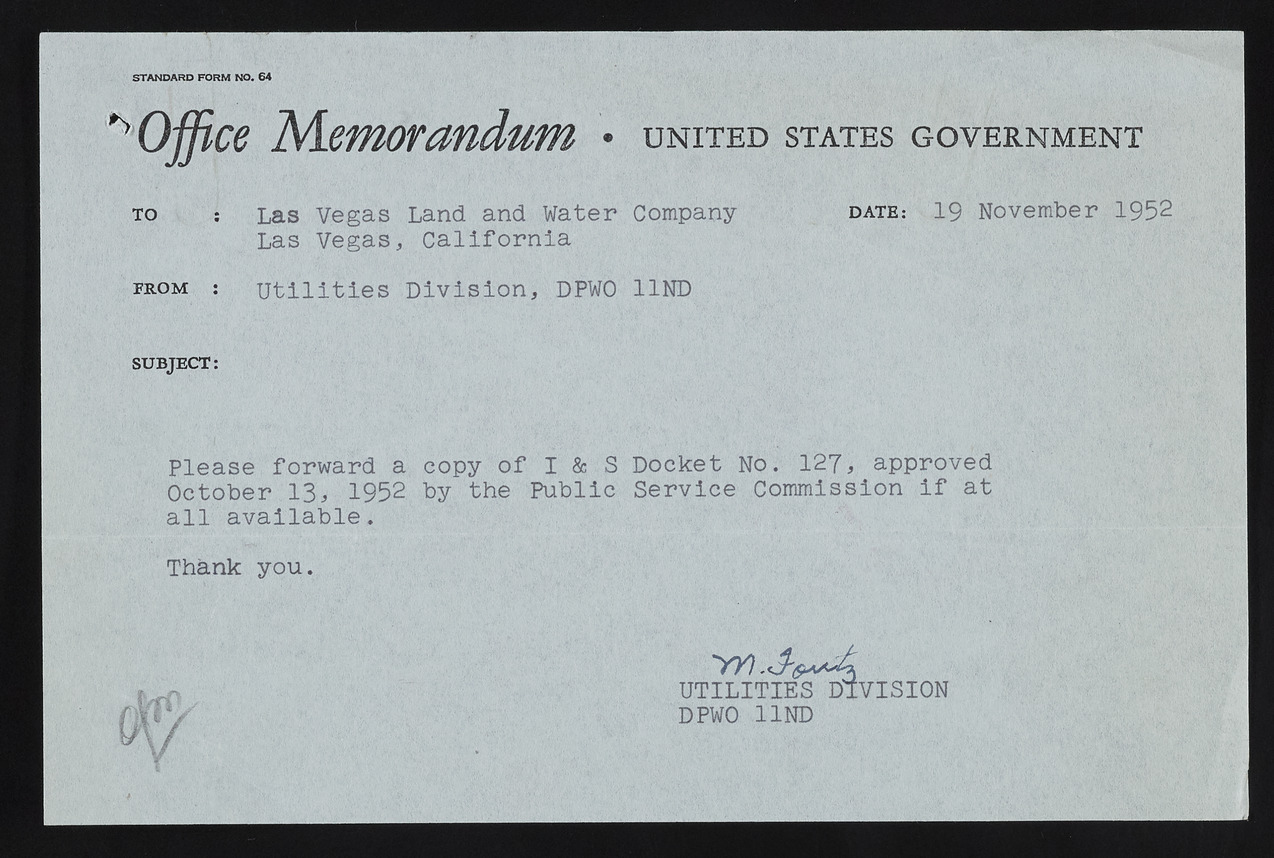 STANDARD FORM NO. 64
Office Memorandum • UNITED STATES GOVERNMENT
TO : Las Vegas Land and Water Company DATE: 19 November 1952
Las Vegas, California
FROM : Utilities Division, DPWO 11ND
SUBJECT:
Please forward a copy of I & S Docket No. 127, approved
October 13, 1952 by the Public Service Commission if at
all available.
Thank you.
M. Foutz
UTILITIES DIVISION
DPWO 11ND